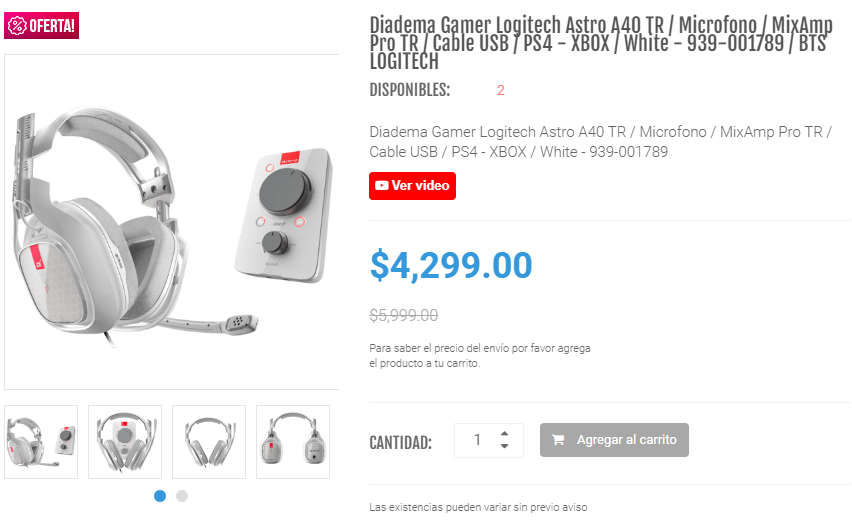 OFERTA!
Diadema Gamer Logitech Astro A40 TR / Microfono / MixAmp
Pro TR / Cable USB / PS4 - XBOX / White - 939-001789 / BTS
LOGITECH
DISPONIBLES: 2
Diadema Gamer Logitech Astro A40 TR / Microfono / MixAmp Pro TR /
Cable USB / PS4 - XBOX / White - 939-001789
Ver video
$4,299.00
$5,999.00
Para saber el precio del envío por favor agrega
el producto a tu carrito.
CANTIDAD: 1 Agregar al carrito
Las existencias pueden variar sin previo aviso